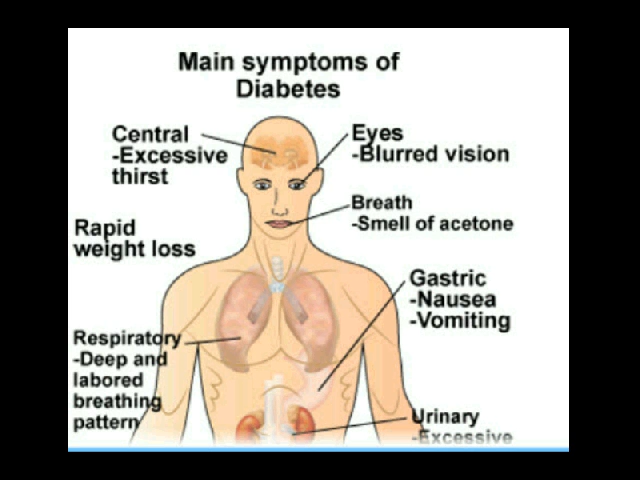 Main symptoms of
Diabetes
Central
-Excessive
thirst
Eyes
-Blurred vision
Breath
-Smell of acetone
Rapid
weight loss
Gastric
-Nausea
-Vomiting
Respiratory
-Deep and
labored
breathing
pattern
Urinary
-Excessive